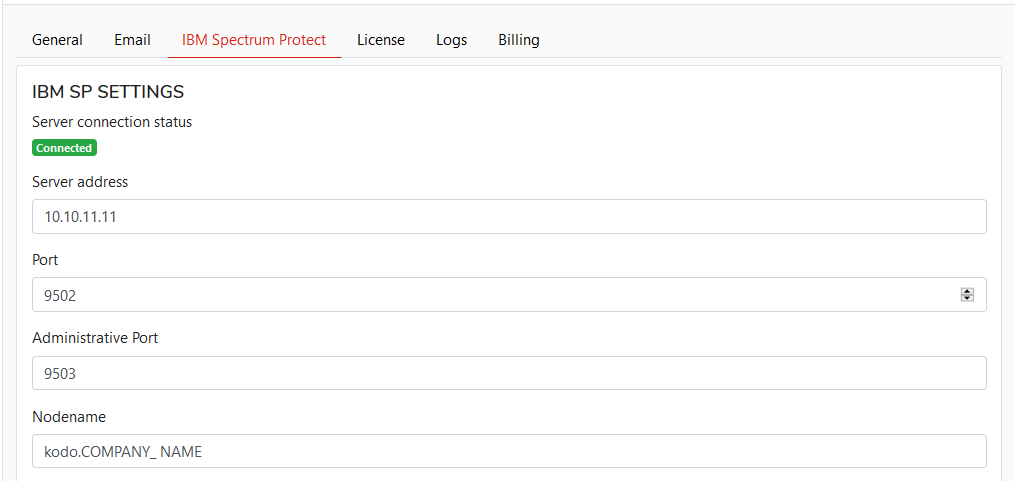 General Email IBM Spectrum Protect License Logs Billing
IBM SP SETTINGS
Server connection status
Connected
Server address
10.10.11.11
Port
9502
Administrative Port
9503
Nodename
kodo.COMPANY_ NAME